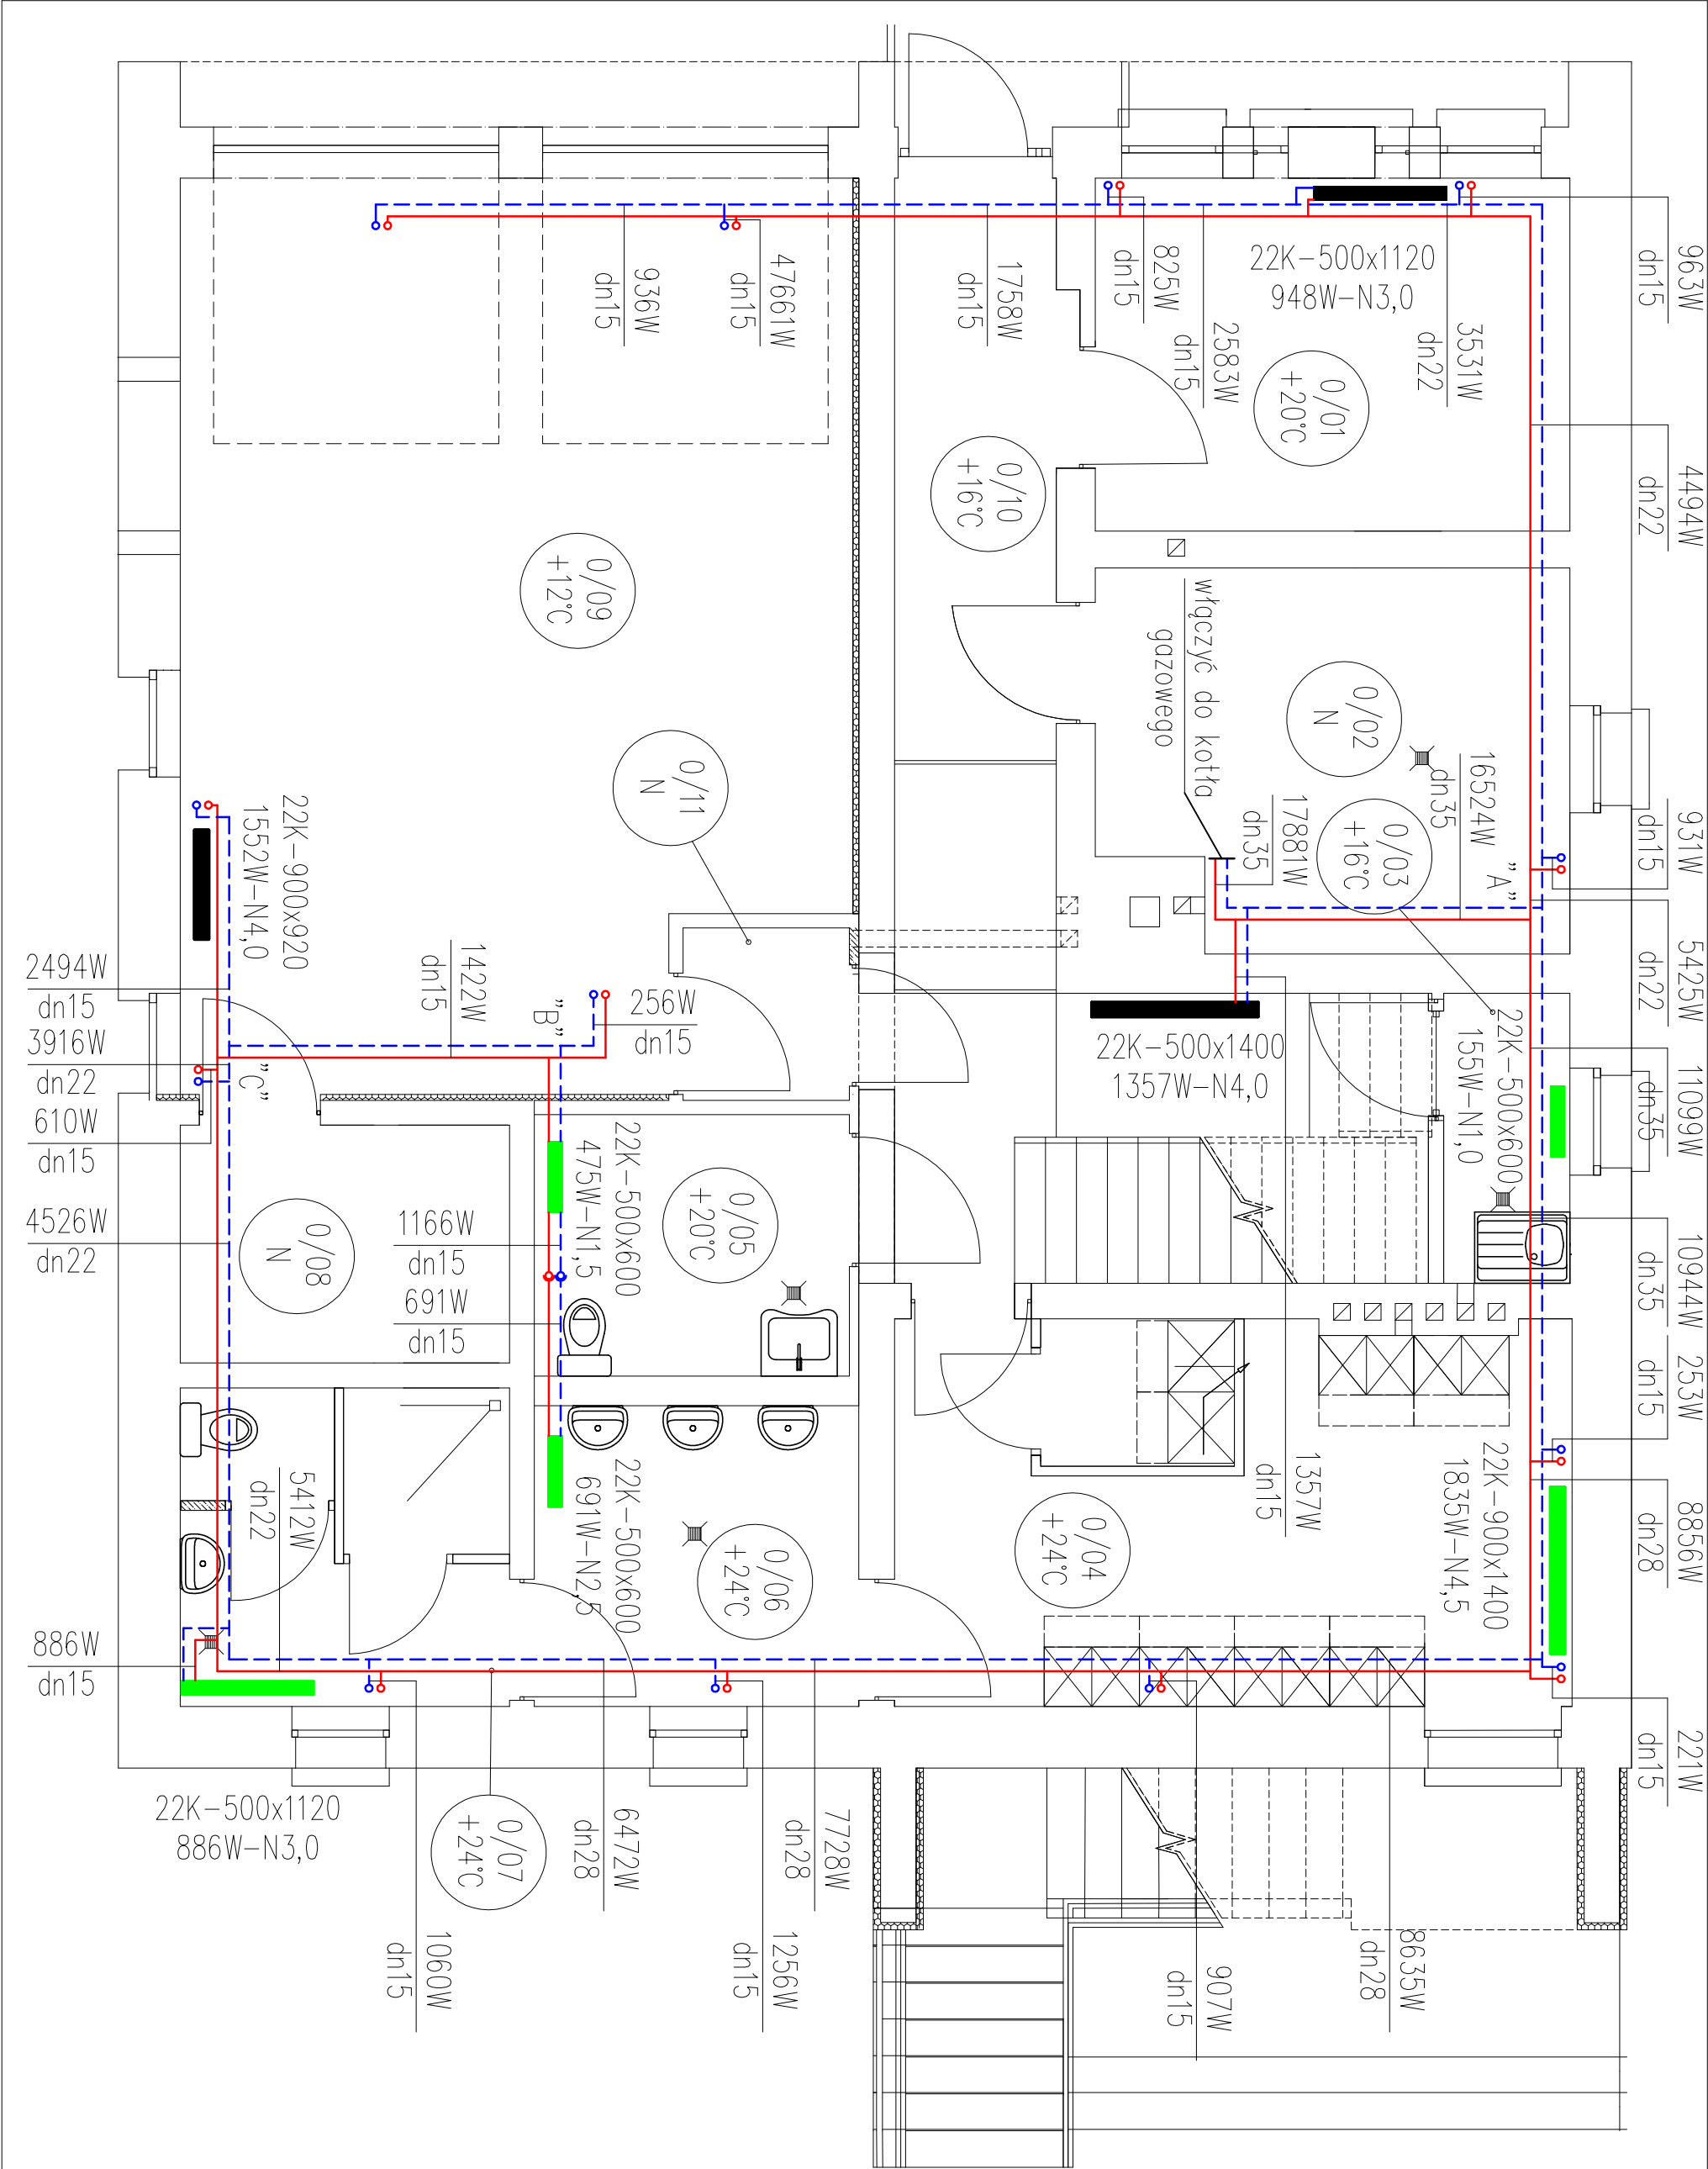 963W
dn15
4494W
dn22
931W
dn15
5425W
dn22
11099W
dn35
10944W
dn35
253W
dn15
8856W
dn28
221W
dn15
22K-500x1120
948W-N3,0
3531W
dn22
825W
dn15
2583W
dn15
1758W
dn15
47661W
dn15
936W
dn15
0/01
+20°C
0/10
+16°C
0/09
+12°C
włączyć do kotła
gazowego
0/02
N
16524W
dn35
"A"
0/03
+16°C
17881W
dn35
0/11
N
22K-900x920
1552W-N4,0
1422W
dn15
"B"
256W
dn15
22K-500x1400
1357W-N4,0
22K-500x600
155W-N1,0
2494W
dn15
3916W
dn22
"C"
610W
dn15
4526W
dn22
22K-500x600
475W-N1,5
0/05
+20°C
0/08
N
1166W
dn15
691W
dn15
1357W
dn15
22K-900x1400
1835W-N4,5
0/04
+24°C
22K-500x600
691W-N2,5
0/06
+24°C
5412W
dn22
886W
dn15
22K-500x1120
886W-N3,0
0/07
+24°C
6472W
dn28
7728W
dn28
1060W
dn15
1256W
dn15
907W
dn15
8635W
dn28